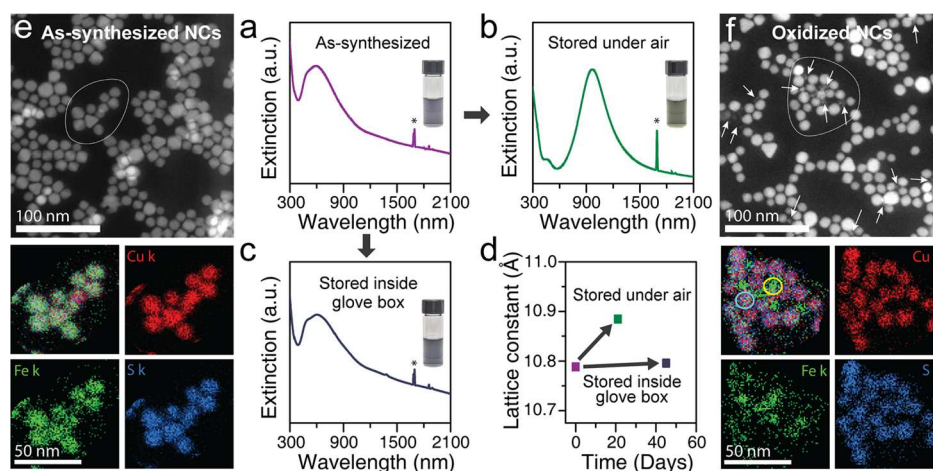 e As-synthesized NCs
100 nm
Cu k
Fe k
S k
50 nm
a
As-synthesized
Extinction (a.u.)
*
300 900 1500 2100
Wavelength (nm)
b
Stored under air
Extinction (a.u.)
*
300 900 1500 2100
Wavelength (nm)
c
Stored inside
glove box
Extinction (a.u.)
*
300 900 1500 2100
Wavelength (nm)
d
Lattice constant (Å)
11.0
10.9
10.8
10.7
Stored under air
Stored inside
glove box
0 20 40 60
Time (Days)
f Oxidized NCs
100 nm
Cu
Fe k
S
50 nm